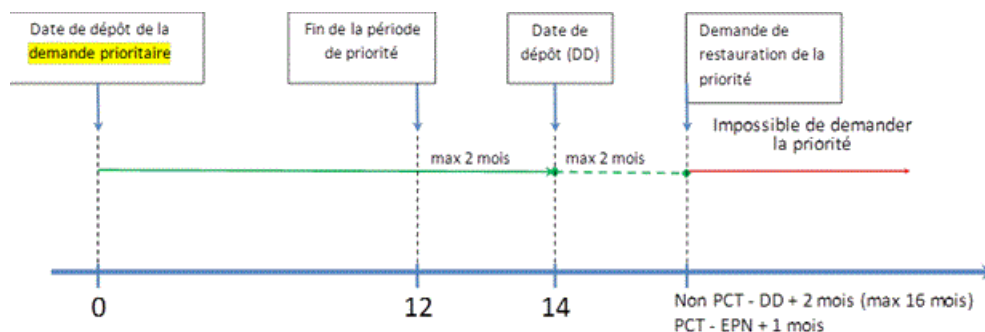 Date de dépôt de la
demande prioritaire
Fin de la période
de priorité
Date de
dépôt (DD)
Demande de
restauration de la
priorité
Impossible de demander
la priorité
max 2 mois
max 2 mois
0
12
14
Non PCT - DD + 2 mois (max 16 mois)
PCT - EPN + 1 mois